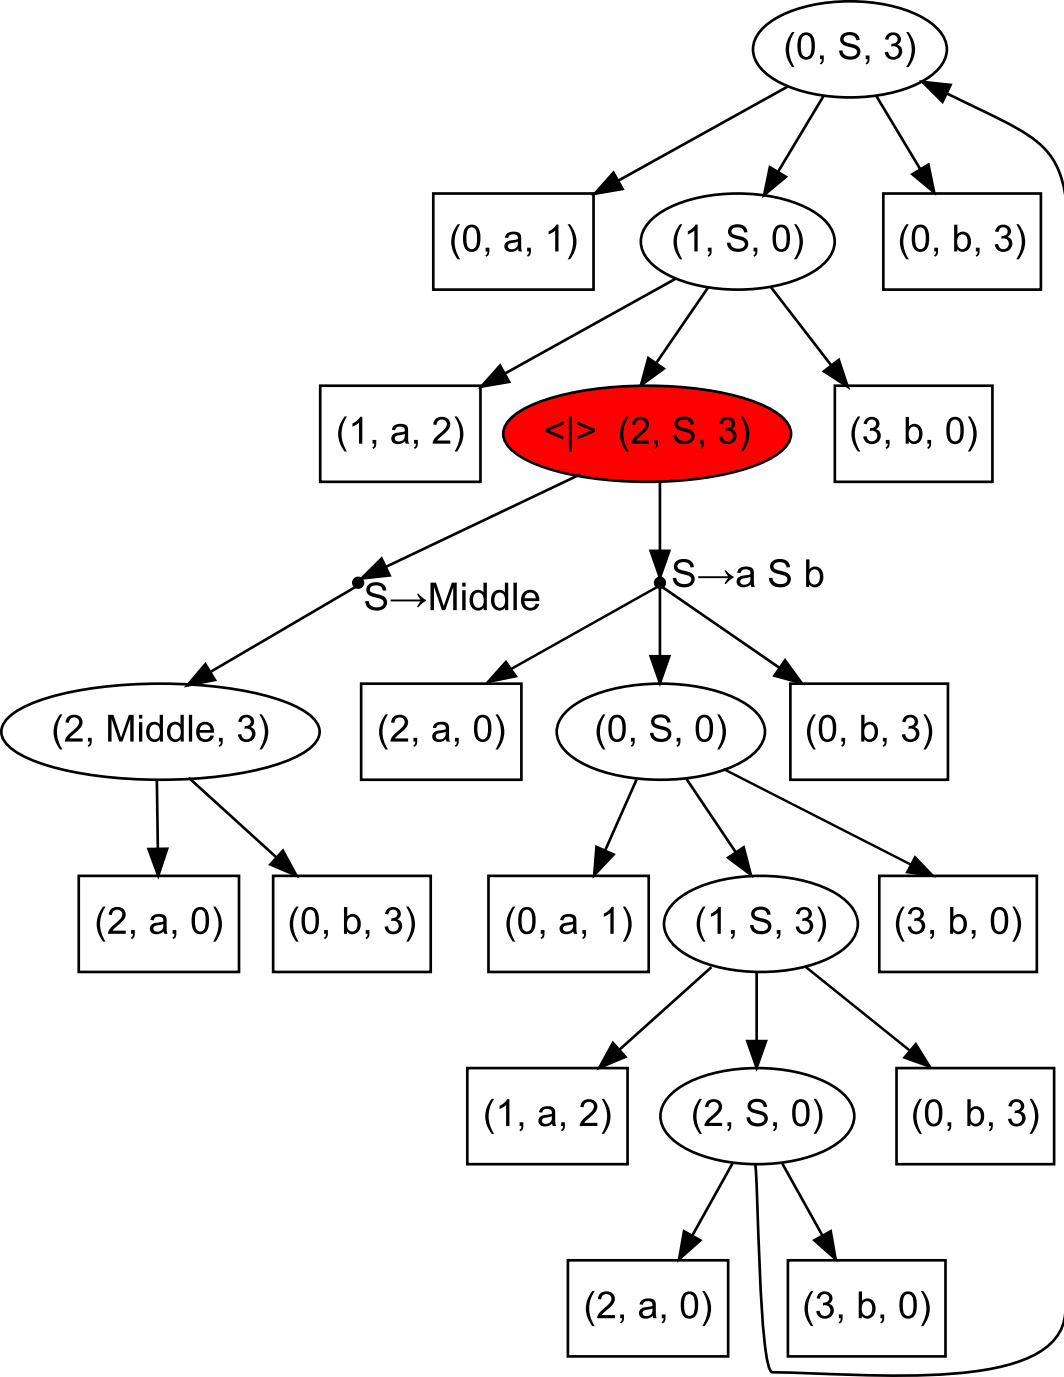 (0, S, 3)
(0, a, 1)
(1, S, 0)
(0, b, 3)
(1, a, 2)
<|> (2, S, 3)
(3, b, 0)
S→Middle
S→a S b
(2, Middle, 3)
(2, a, 0)
(0, S, 0)
(0, b, 3)
(2, a, 0)
(0, b, 3)
(0, a, 1)
(1, S, 3)
(3, b, 0)
(1, a, 2)
(2, S, 0)
(0, b, 3)
(2, a, 0)
(3, b, 0)